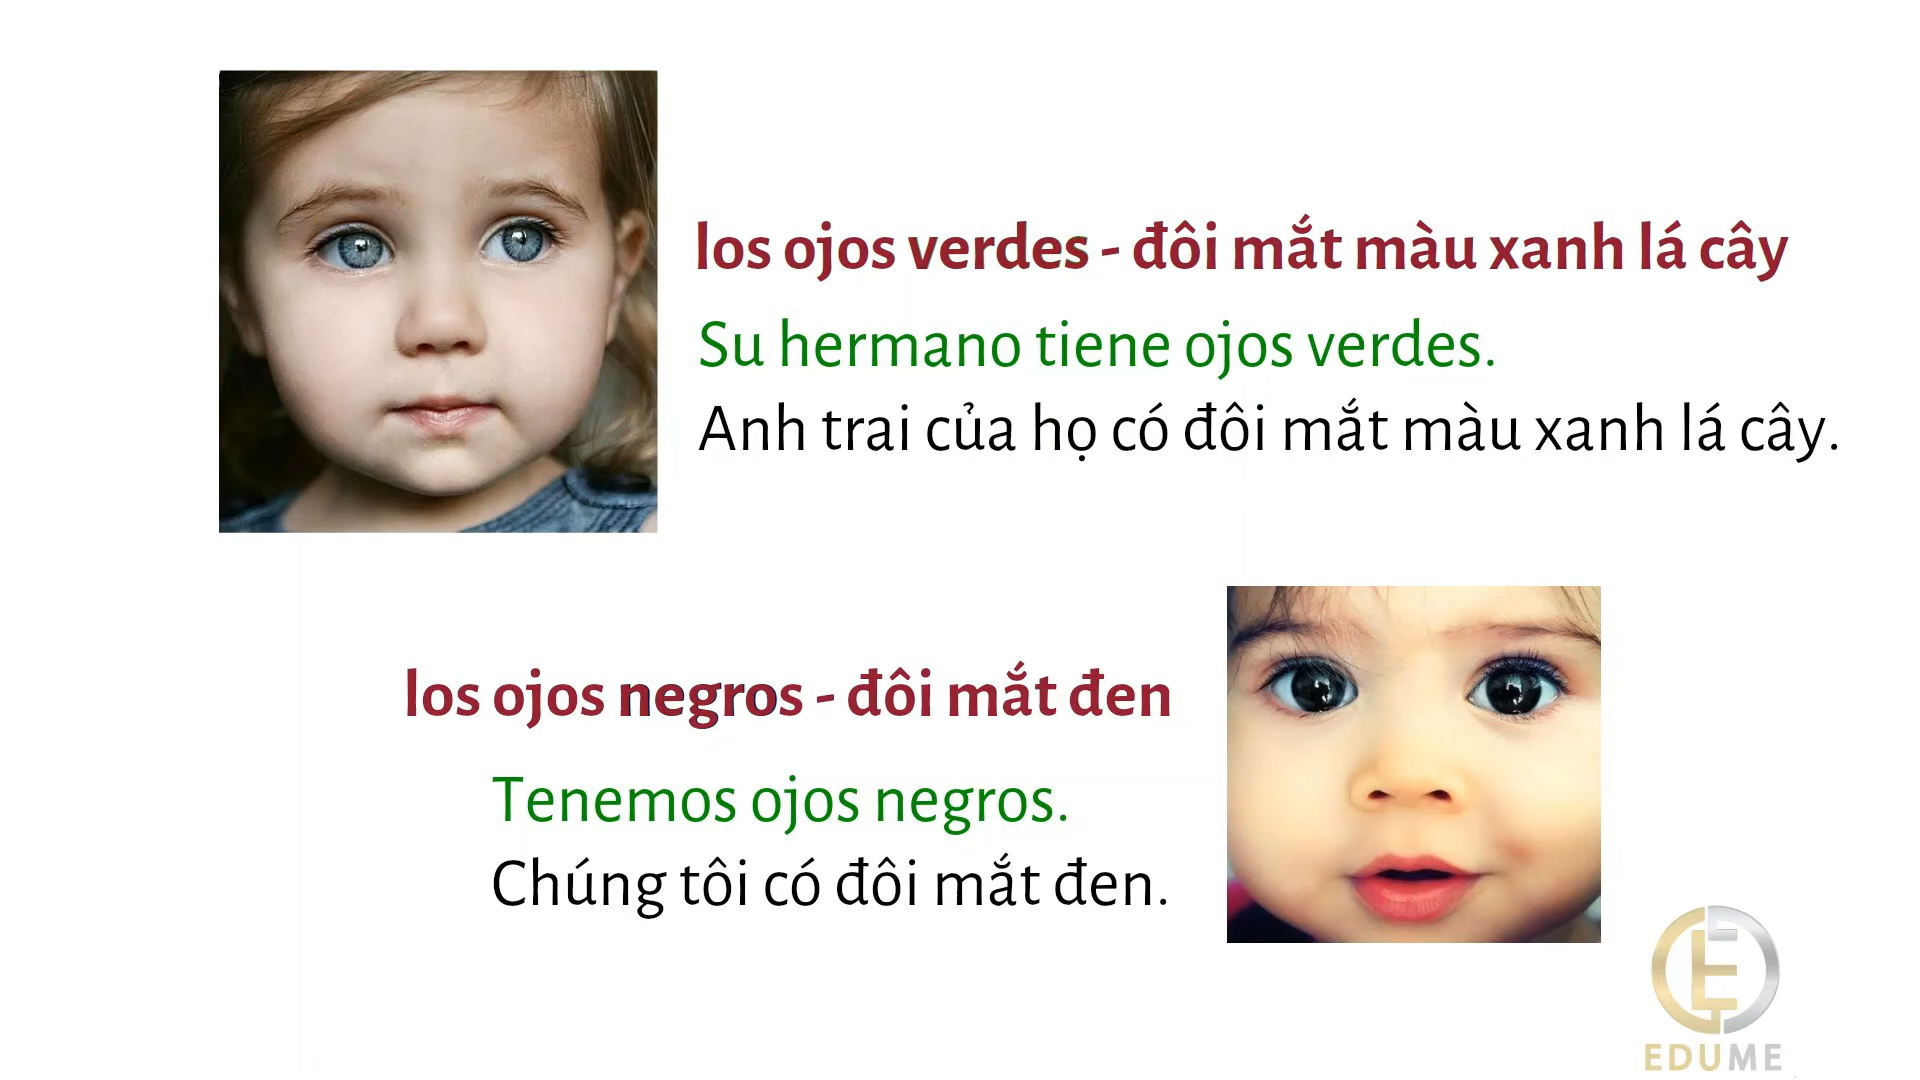 los ojos verdes - đôi mắt màu xanh lá cây
Su hermano tiene ojos verdes.
Anh trai của họ có đôi mắt màu xanh lá cây.
los ojos negros - đôi mắt đen
Tenemos ojos negros.
Chúng tôi có đôi mắt đen.
EDUME